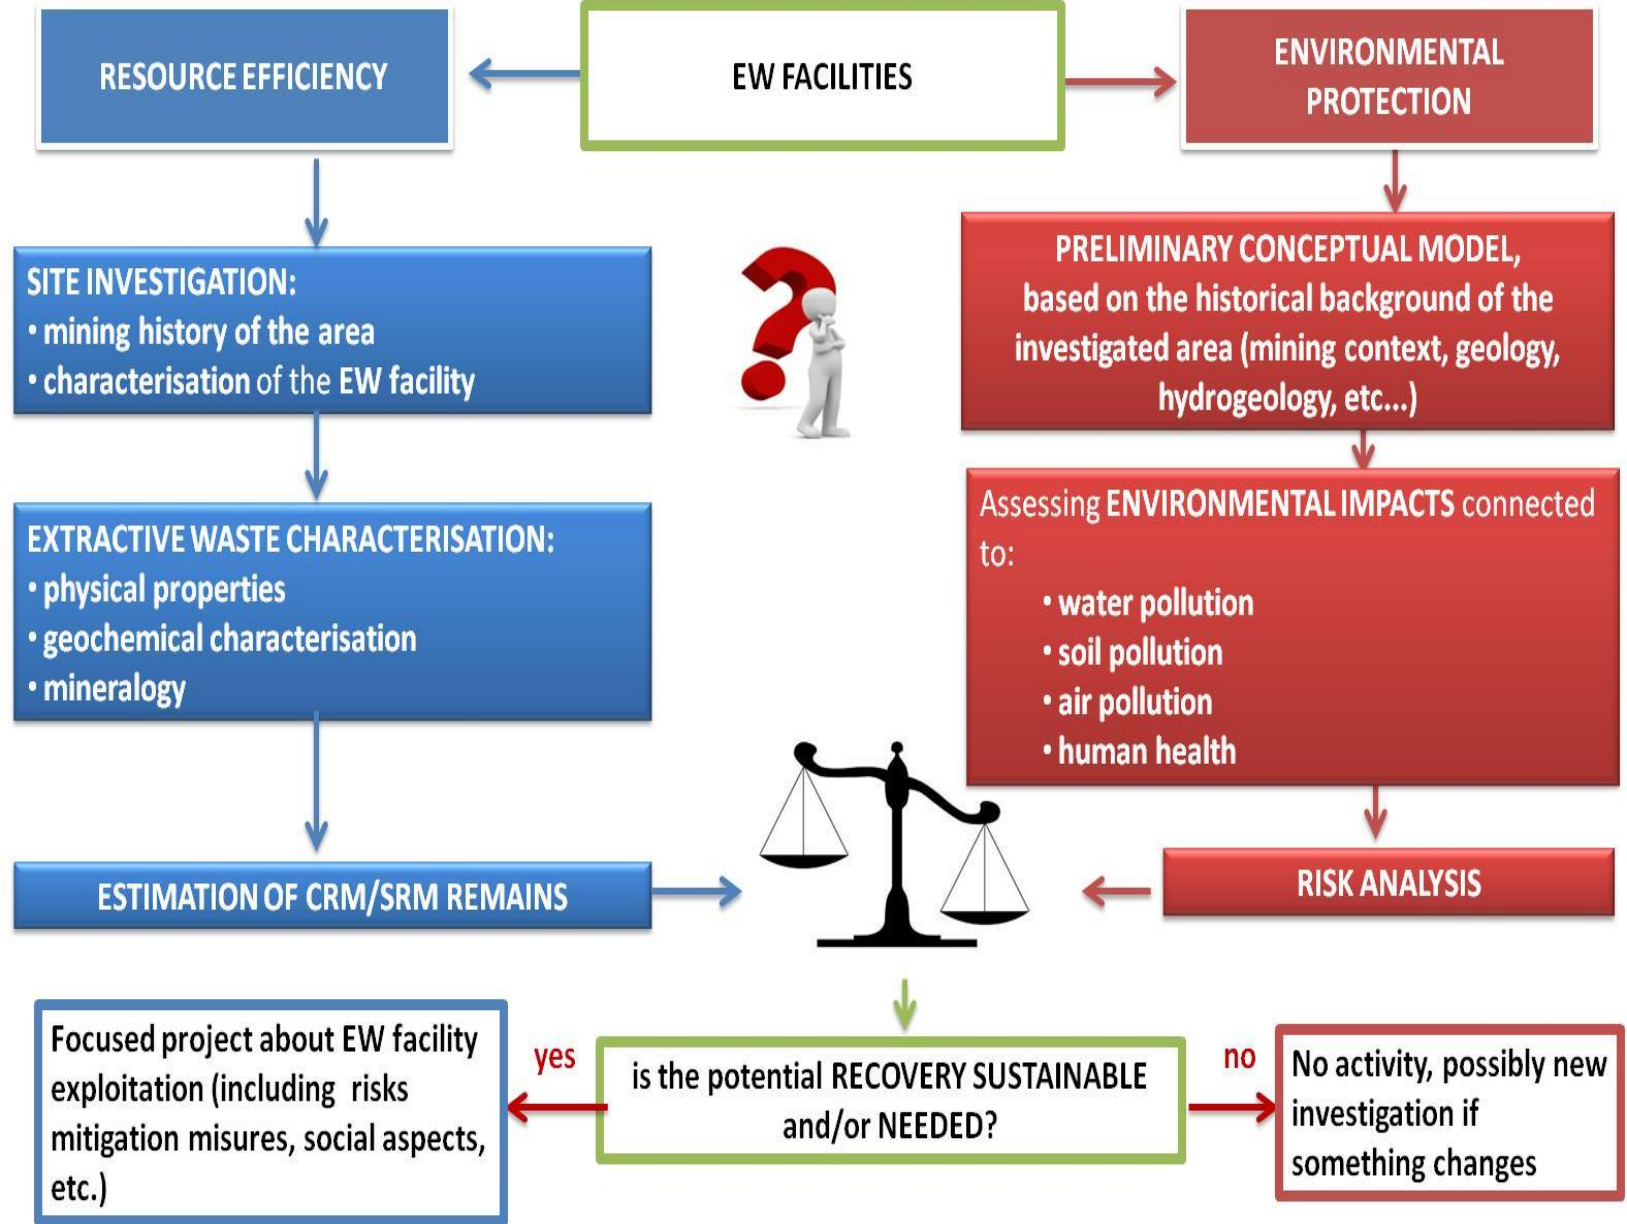 RESOURCE EFFICIENCY
EW FACILITIES
ENVIRONMENTAL
PROTECTION
SITE INVESTIGATION:
• mining history of the area
• characterisation of the EW facility
PRELIMINARY CONCEPTUAL MODEL,
based on the historical background of the
investigated area (mining context, geology,
hydrogeology, etc...)
EXTRACTIVE WASTE CHARACTERISATION:
• physical properties
• geochemical characterisation
• mineralogy
Assessing ENVIRONMENTAL IMPACTS connected
to:
• water pollution
• soil pollution
• air pollution
• human health
ESTIMATION OF CRM/SRM REMAINS
RISK ANALYSIS
Focused project about EW facility
exploitation (including risks
mitigation misures, social aspects,
etc.)
yes
is the potential RECOVERY SUSTAINABLE
and/or NEEDED?
no
No activity, possibly new
investigation if
something changes